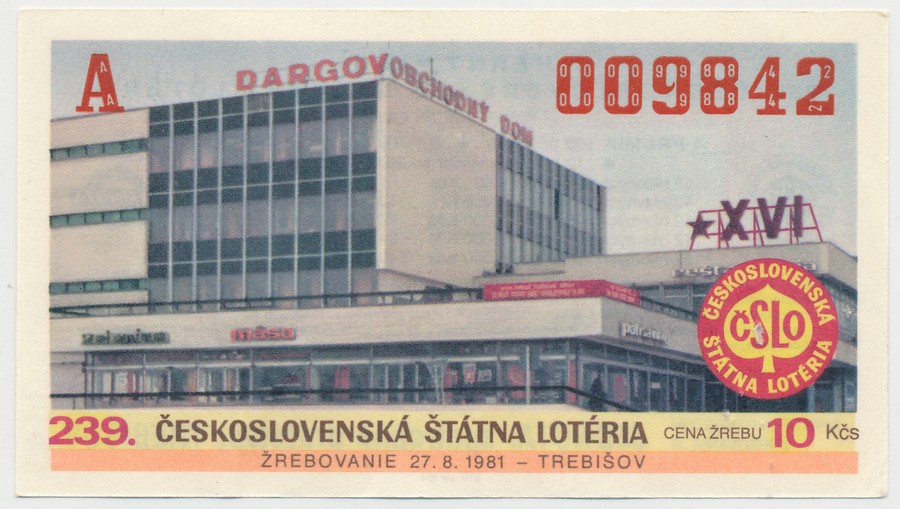 A 009842
DARGOV OBCHODNÝ DOM
★XVI
zelenina mäso
ČESKOSLOVENSKÁ
ČSLO
ŠTÁTNA LOTÉRIA
239. ČESKOSLOVENSKÁ ŠTÁTNA LOTÉRIA CENA ŽREBU 10 Kčs
ŽREBOVANIE 27.8.1981 – TREBIŠOV